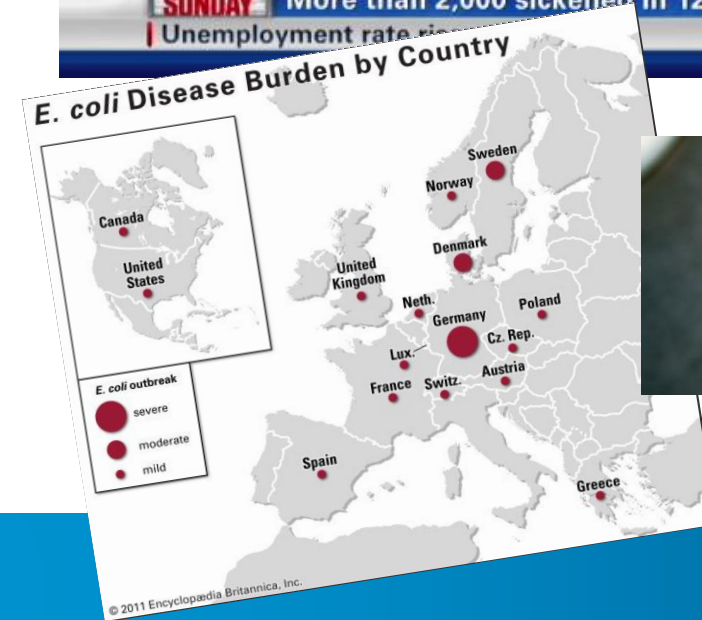 SUNDAY
More than 2,000 sickened in 12
Unemployment rate
E. coli Disease Burden by Country
Sweden
Norway
Canada
Denmark
United
States
United
Kingdom
Neth.
Poland
Germany
Cz. Rep.
Lux.
Austria
France
Switz.
E. coli outbreak
severe
moderate
mild
Spain
Greece
© 2011 Encyclopædia Britannica, Inc.